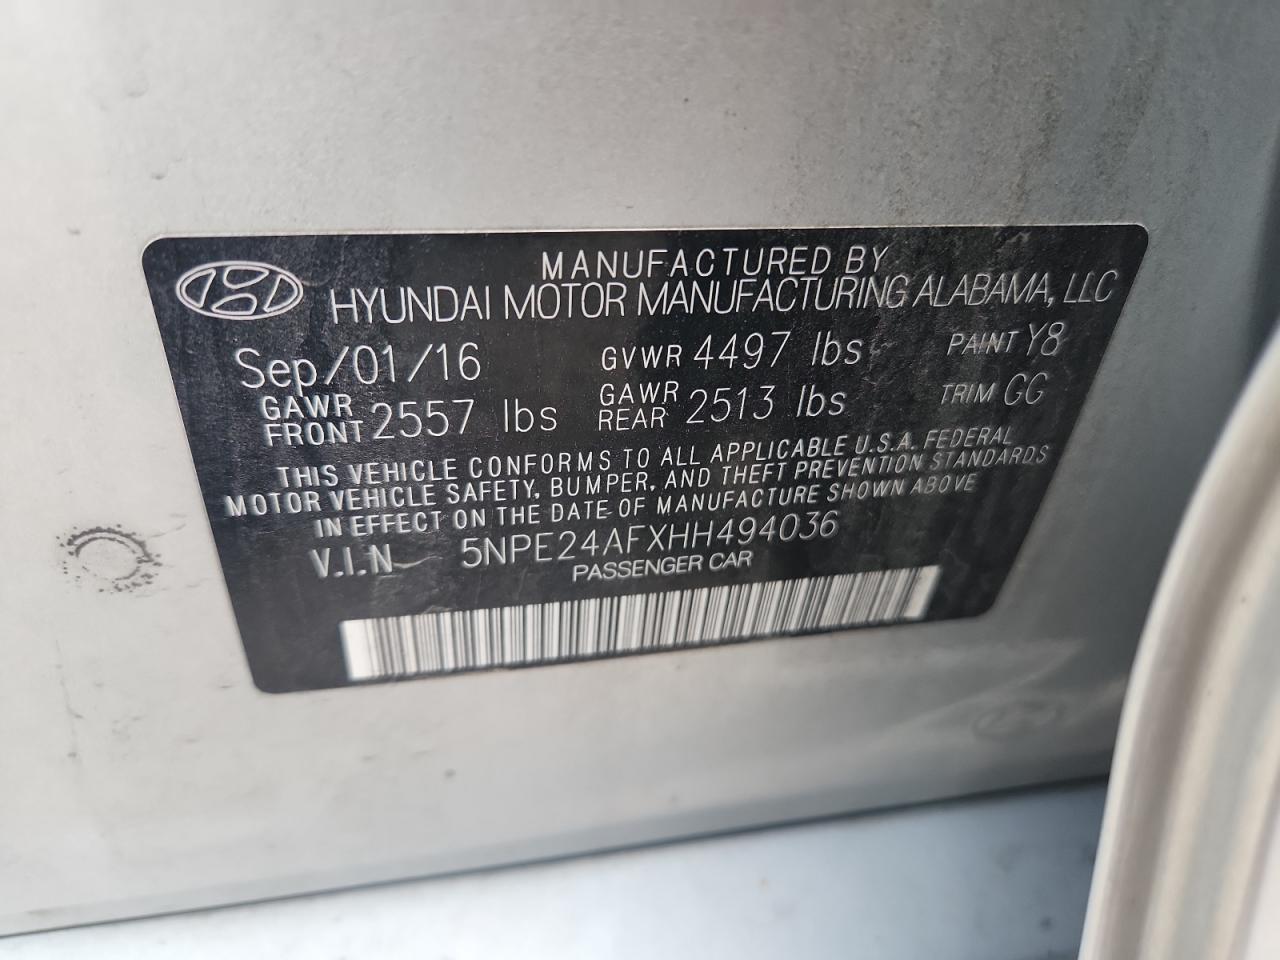 MANUFACTURED BY
HYUNDAI MOTOR MANUFACTURING ALABAMA, LLC
Sep/01/16 GVWR 4497 lbs PAINT Y8
GAWR FRONT 2557 lbs GAWR REAR 2513 lbs TRIM GG
THIS VEHICLE CONFORMS TO ALL APPLICABLE U.S.A. FEDERAL
MOTOR VEHICLE SAFETY, BUMPER, AND THEFT PREVENTION STANDARDS
IN EFFECT ON THE DATE OF MANUFACTURE SHOWN ABOVE
V.I.N 5NPE24AFXHH494036
PASSENGER CAR